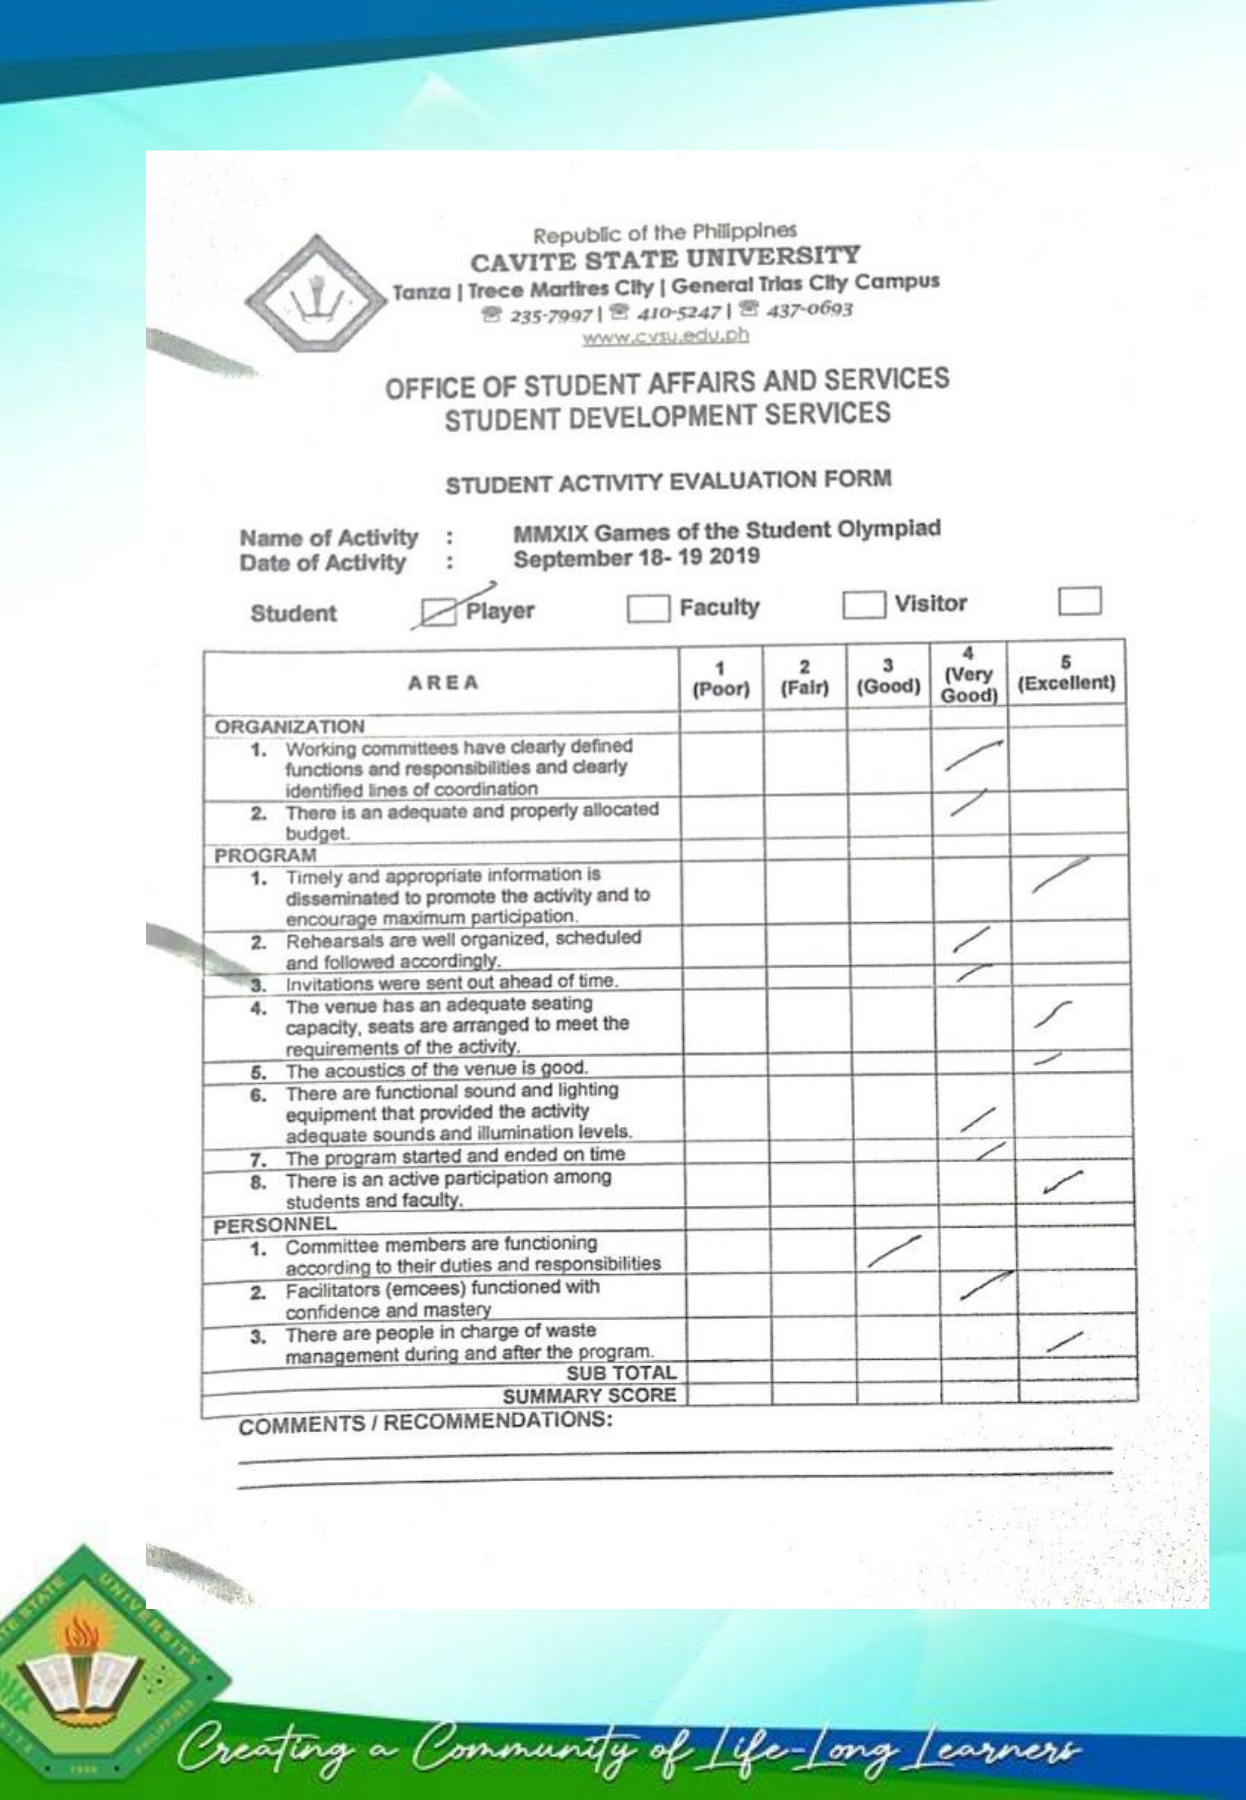 Republic of the Philippines
CAVITE STATE UNIVERSITY
Tanza | Trece Martires City | General Trias City Campus
☏ 235-7997 | ☏ 410-5247 | ☏ 437-0693
www.cvsu.edu.ph
OFFICE OF STUDENT AFFAIRS AND SERVICES
STUDENT DEVELOPMENT SERVICES
STUDENT ACTIVITY EVALUATION FORM
Name of Activity : MMXIX Games of the Student Olympiad
Date of Activity : September 18- 19 2019
Student Player Faculty Visitor
AREA 1 (Poor) 2 (Fair) 3 (Good) 4 (Very Good) 5 (Excellent)
ORGANIZATION
1. Working committees have clearly defined
functions and responsibilities and clearly
identified lines of coordination
2. There is an adequate and properly allocated
budget.
PROGRAM
1. Timely and appropriate information is
disseminated to promote the activity and to
encourage maximum participation.
2. Rehearsals are well organized, scheduled
and followed accordingly.
3. Invitations were sent out ahead of time.
4. The venue has an adequate seating
capacity, seats are arranged to meet the
requirements of the activity.
5. The acoustics of the venue is good.
6. There are functional sound and lighting
equipment that provided the activity
adequate sounds and illumination levels.
7. The program started and ended on time
8. There is an active participation among
students and faculty.
PERSONNEL
1. Committee members are functioning
according to their duties and responsibilities
2. Facilitators (emcees) functioned with
confidence and mastery
3. There are people in charge of waste
management during and after the program.
SUB TOTAL
SUMMARY SCORE
COMMENTS / RECOMMENDATIONS:
STATE UNIVERSITY
PHILIPPINES
Creating a Community of Life-Long Learners